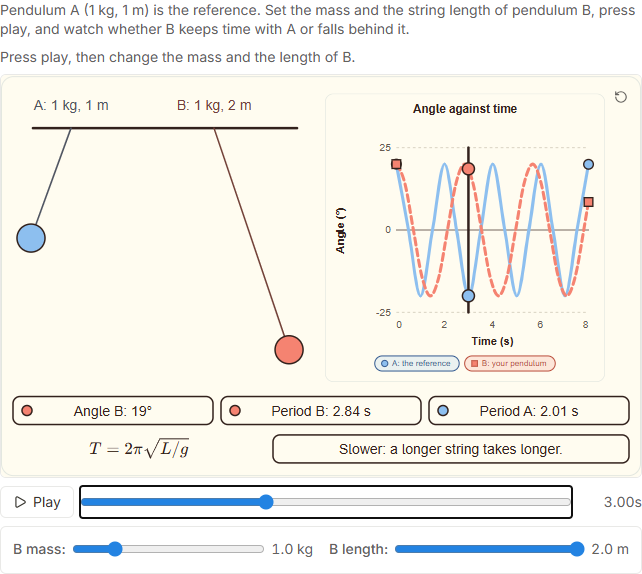 Pendulum A (1 kg, 1 m) is the reference. Set the mass and the string length of pendulum B, press
play, and watch whether B keeps time with A or falls behind it.
Press play, then change the mass and the length of B.
A: 1 kg, 1 m
B: 1 kg, 2 m
Angle against time
25
0
-25
Angle (°)
0 2 4 6 8
Time (s)
A: the reference
B: your pendulum
Angle B: 19°
Period B: 2.84 s
Period A: 2.01 s
T = 2π√L/g
Slower: a longer string takes longer.
Play
3.00s
B mass:
1.0 kg
B length:
2.0 m